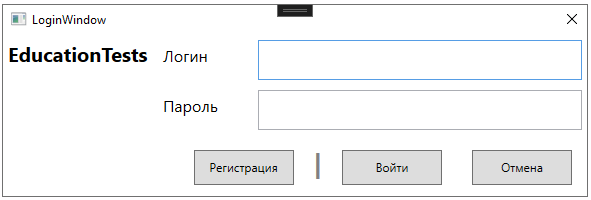 LoginWindow
EducationTests Логин
Пароль
Регистрация | Войти Отмена